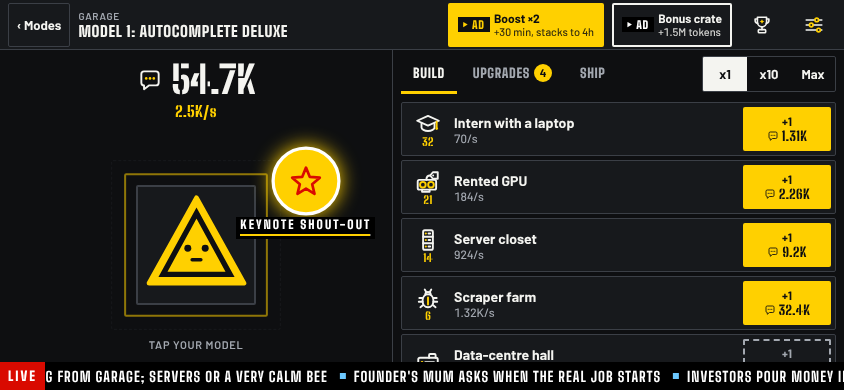 ‹ Modes
GARAGE
MODEL 1: AUTOCOMPLETE DELUXE
AD
Boost ×2
+30 min, stacks to 4h
AD
Bonus crate
+1.5M tokens
54.7K
2.5K/s
KEYNOTE SHOUT-OUT
TAP YOUR MODEL
BUILD
UPGRADES 4
SHIP
x1
x10
Max
32
Intern with a laptop
70/s
+1
1.31K
21
Rented GPU
184/s
+1
2.26K
14
Server closet
924/s
+1
9.2K
6
Scraper farm
1.32K/s
+1
32.4K
Data-centre hall
+1
LIVE
G FROM GARAGE; SERVERS OR A VERY CALM BEE ▪ FOUNDER'S MUM ASKS WHEN THE REAL JOB STARTS ▪ INVESTORS POUR MONEY